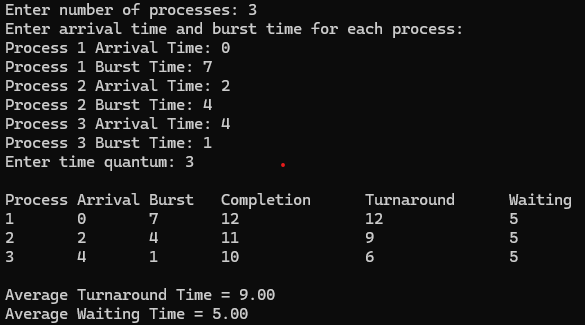 Enter number of processes: 3
Enter arrival time and burst time for each process:
Process 1 Arrival Time: 0
Process 1 Burst Time: 7
Process 2 Arrival Time: 2
Process 2 Burst Time: 4
Process 3 Arrival Time: 4
Process 3 Burst Time: 1
Enter time quantum: 3
Process Arrival Burst Completion Turnaround Waiting
1 0 7 12 12 5
2 2 4 11 9 5
3 4 1 10 6 5
Average Turnaround Time = 9.00
Average Waiting Time = 5.00